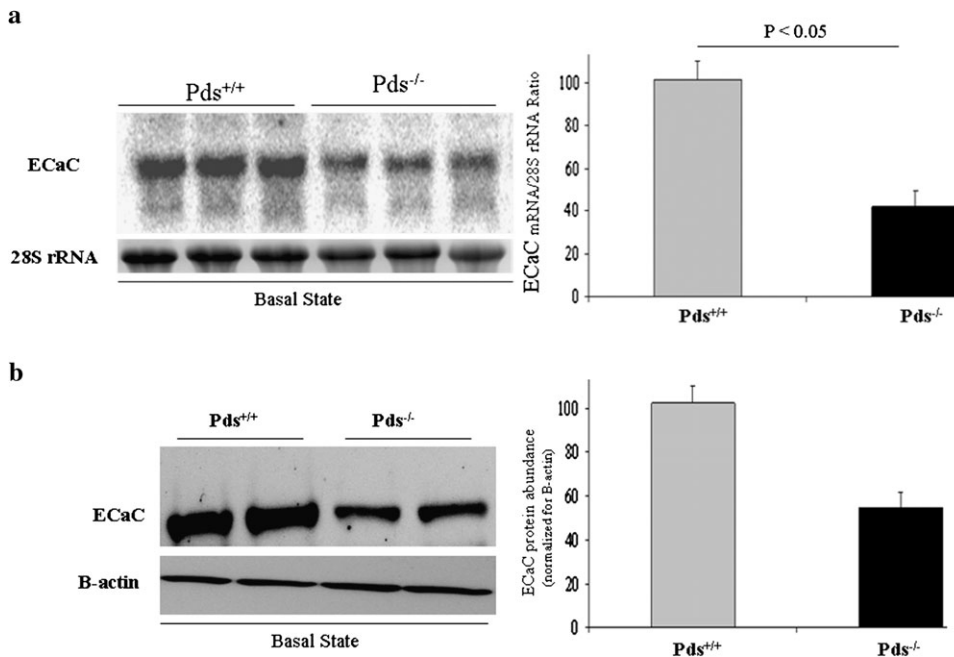 a
Pds+/+
Pds-/-
ECaC
28S rRNA
Basal State
P < 0.05
ECaC mRNA/28S rRNA Ratio
100
80
60
40
20
0
Pds+/+
Pds-/-
b
Pds+/+
Pds-/-
ECaC
B-actin
Basal State
ECaC protein abundance
(normalized for B-actin)
100
80
60
40
20
0
Pds+/+
Pds-/-